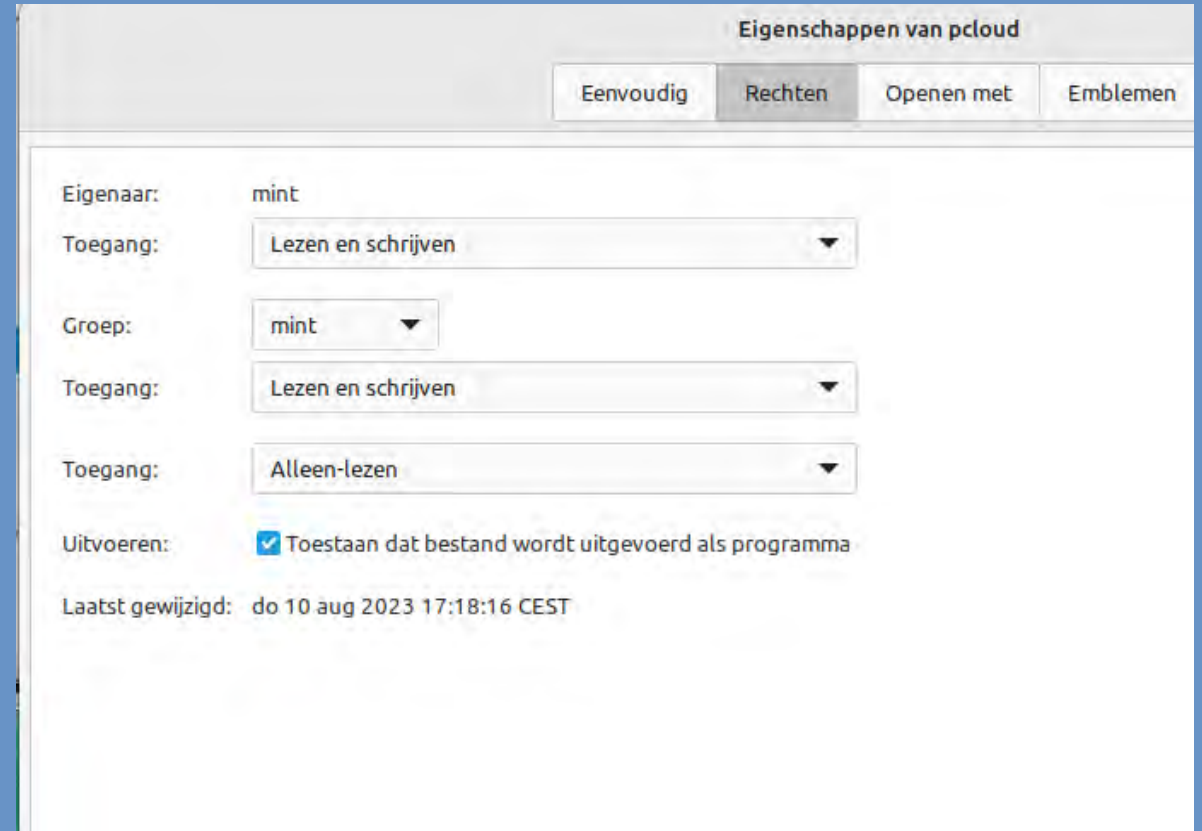 Eigenschappen van pcloud
Eenvoudig Rechten Openen met Emblemen
Eigenaar: mint
Toegang: Lezen en schrijven
Groep: mint
Toegang: Lezen en schrijven
Toegang: Alleen-lezen
Uitvoeren: Toestaan dat bestand wordt uitgevoerd als programma
Laatst gewijzigd: do 10 aug 2023 17:18:16 CEST